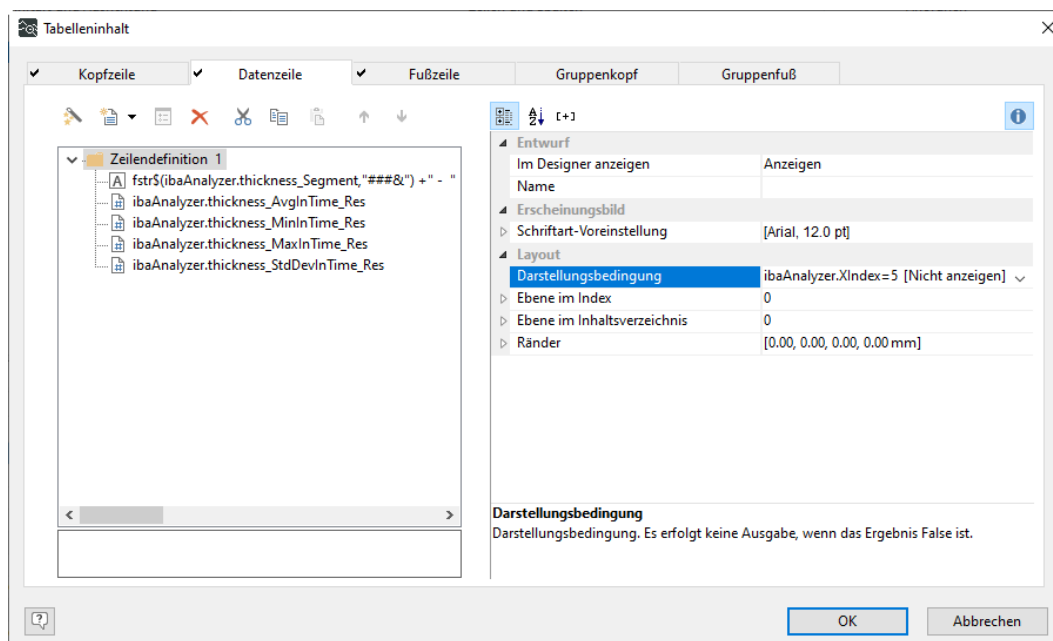 Tabelleninhalt
Kopfzeile Datenzeile Fußzeile Gruppenkopf Gruppenfuß
[+]
Zeilendefinition 1
fstr$(ibaAnalyzer.thickness_Segment,"###&") +" - "
ibaAnalyzer.thickness_AvgInTime_Res
ibaAnalyzer.thickness_MinInTime_Res
ibaAnalyzer.thickness_MaxInTime_Res
ibaAnalyzer.thickness_StdDevInTime_Res
Entwurf
Im Designer anzeigen Anzeigen
Name
Erscheinungsbild
Schriftart-Voreinstellung [Arial, 12.0 pt]
Layout
Darstellungsbedingung ibaAnalyzer.XIndex=5 [Nicht anzeigen]
Ebene im Index 0
Ebene im Inhaltsverzeichnis 0
Ränder [0.00, 0.00, 0.00, 0.00 mm]
Darstellungsbedingung
Darstellungsbedingung. Es erfolgt keine Ausgabe, wenn das Ergebnis False ist.
OK Abbrechen